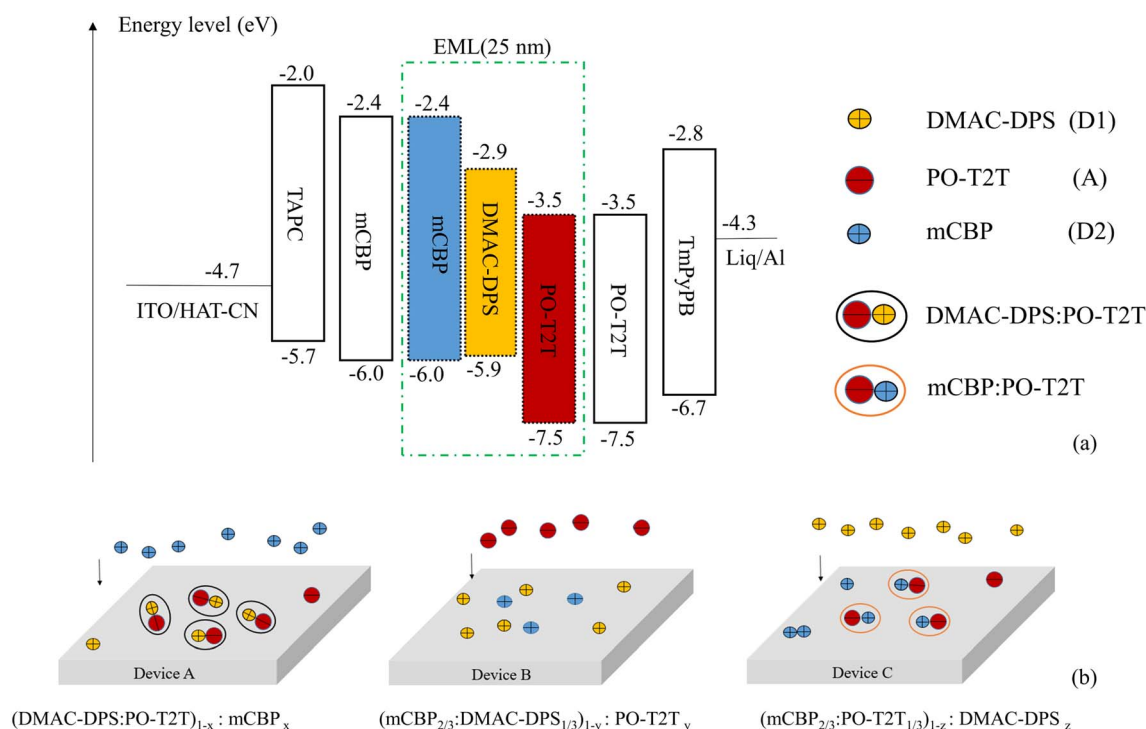 Energy level (eV)
EML(25 nm)
-2.0
-2.4
-2.4
-2.9
-3.5
-3.5
-2.8
-4.3
-4.7
ITO/HAT-CN
TAPC
mCBP
mCBP
DMAC-DPS
PO-T2T
PO-T2T
TmPyPB
Liq/Al
-5.7
-6.0
-6.0
-5.9
-7.5
-7.5
-6.7
DMAC-DPS (D1)
PO-T2T (A)
mCBP (D2)
DMAC-DPS:PO-T2T
mCBP:PO-T2T
(a)
Device A
Device B
Device C
(b)
(DMAC-DPS:PO-T2T)1-x : mCBP x
(mCBP2/3:DMAC-DPS1/3)1-y : PO-T2T y
(mCBP2/3:PO-T2T1/3)1-z : DMAC-DPS z